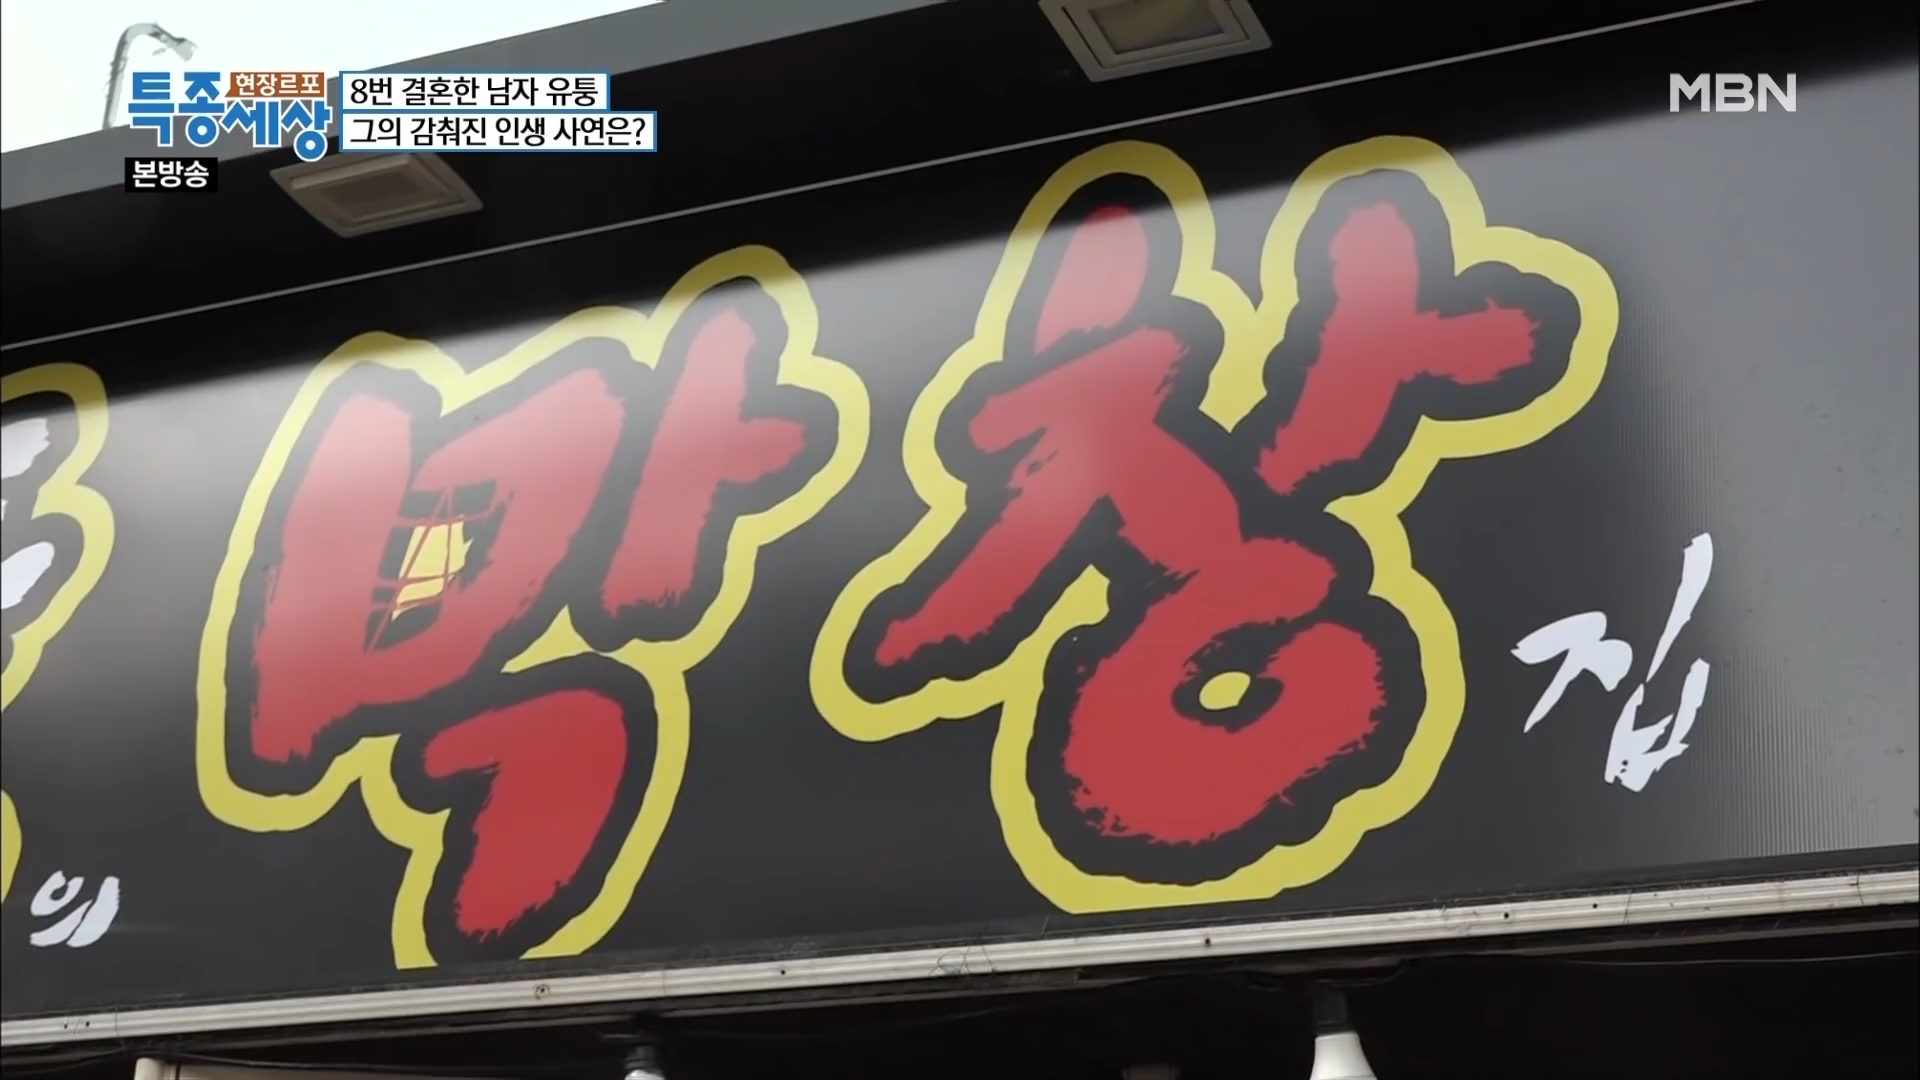 현장르포
특종세상
8번 결혼한 남자 유퉁
그의 감춰진 인생 사연은?
본방송
MBN
의
막창
집